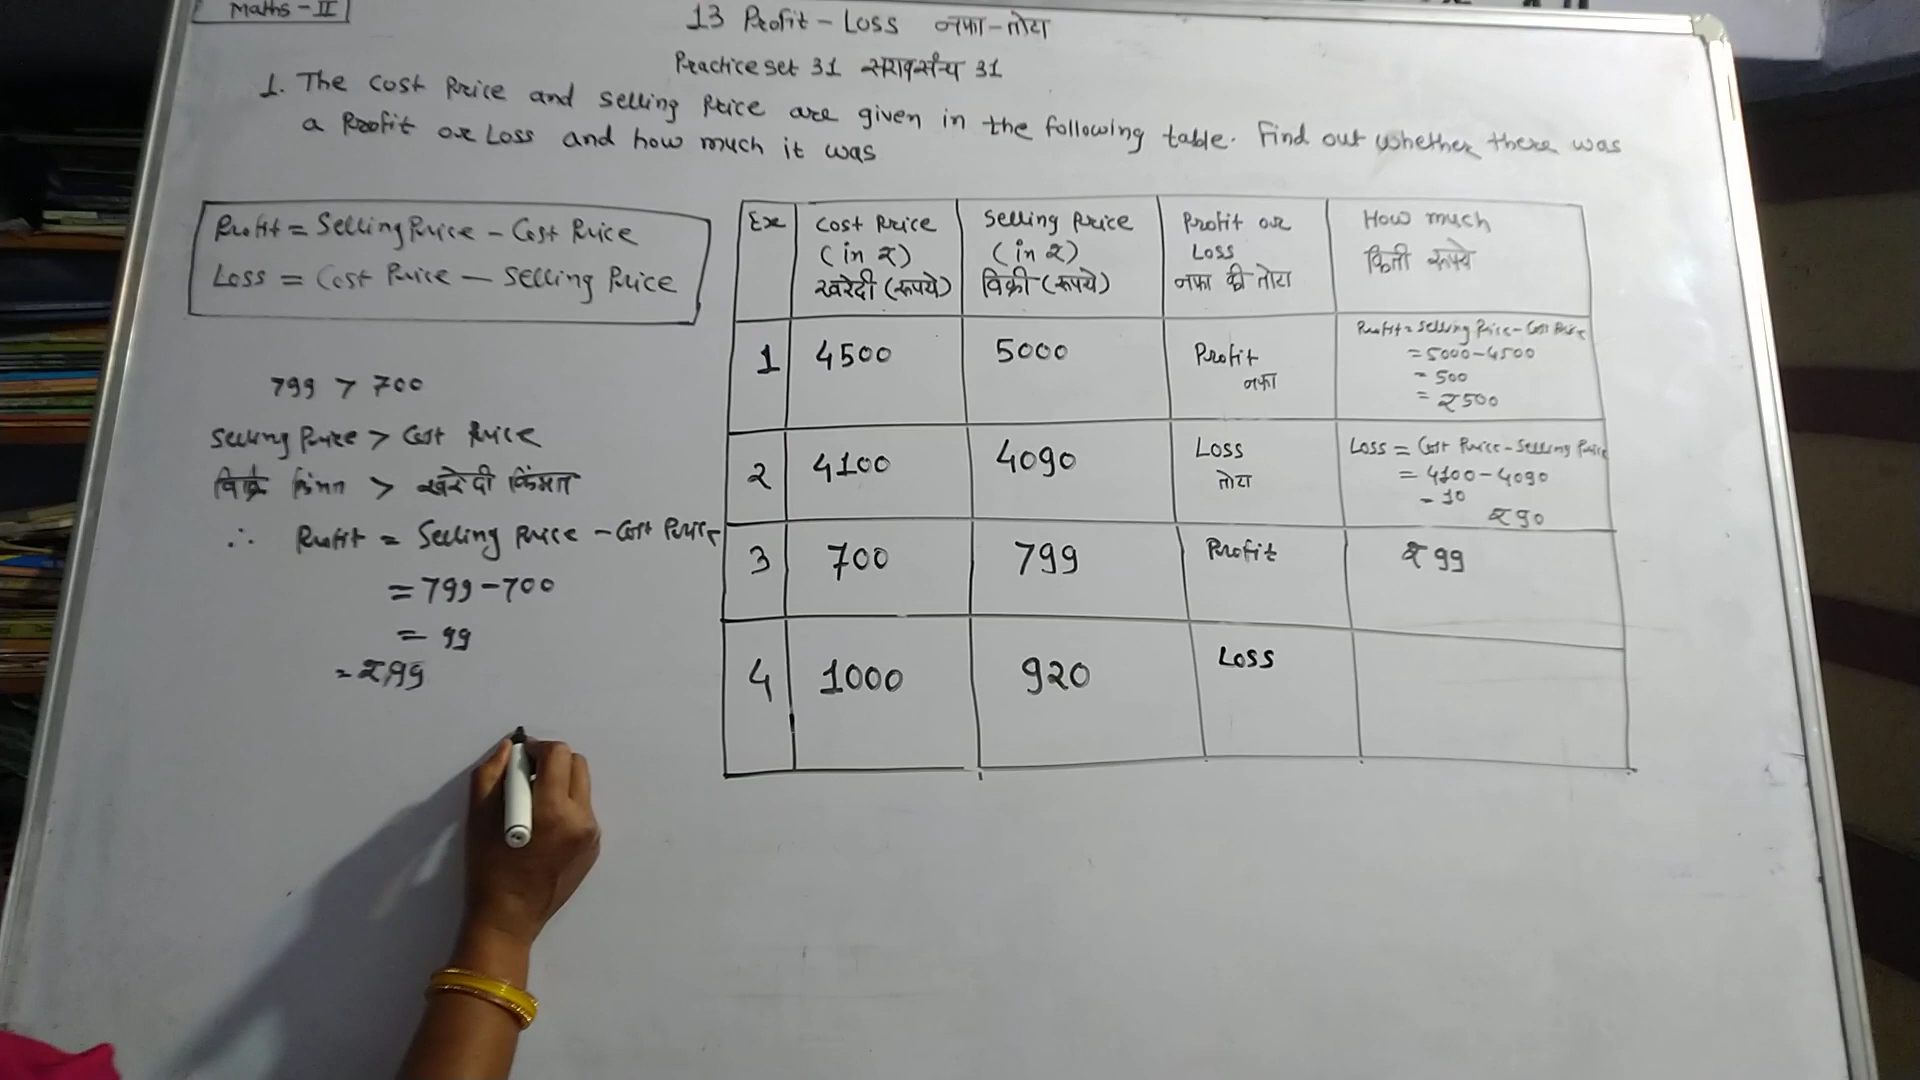 Maths - II
13 Profit - Loss नफा - तोटा
Practice set 31 सरावसंच 31
1. The cost price and selling price are given in the following table. Find out whether there was
a Profit or Loss and how much it was
Profit = Selling Price - Cost Price
Loss = Cost Price - Selling Price
799 > 700
Selling Price > Cost Price
> खरेदी किंमत
∴ Profit = Selling Price - Cost Price
= 799 - 700
= 99
= ₹99
Ex
Cost Price
(in ₹)
खरेदी (रूपये)
Selling Price
(in ₹)
विक्री (रूपये)
Profit or
Loss
नफा की तोटा
How much
किती रूपये
1
4500
5000
Profit
नफा
Profit = Selling Price - Cost Price
= 5000 - 4500
= 500
= ₹500
2
4100
4090
Loss
तोटा
Loss = Cost Price - Selling Price
= 4100 - 4090
= 10
₹90
3
700
799
Profit
₹99
4
1000
920
Loss